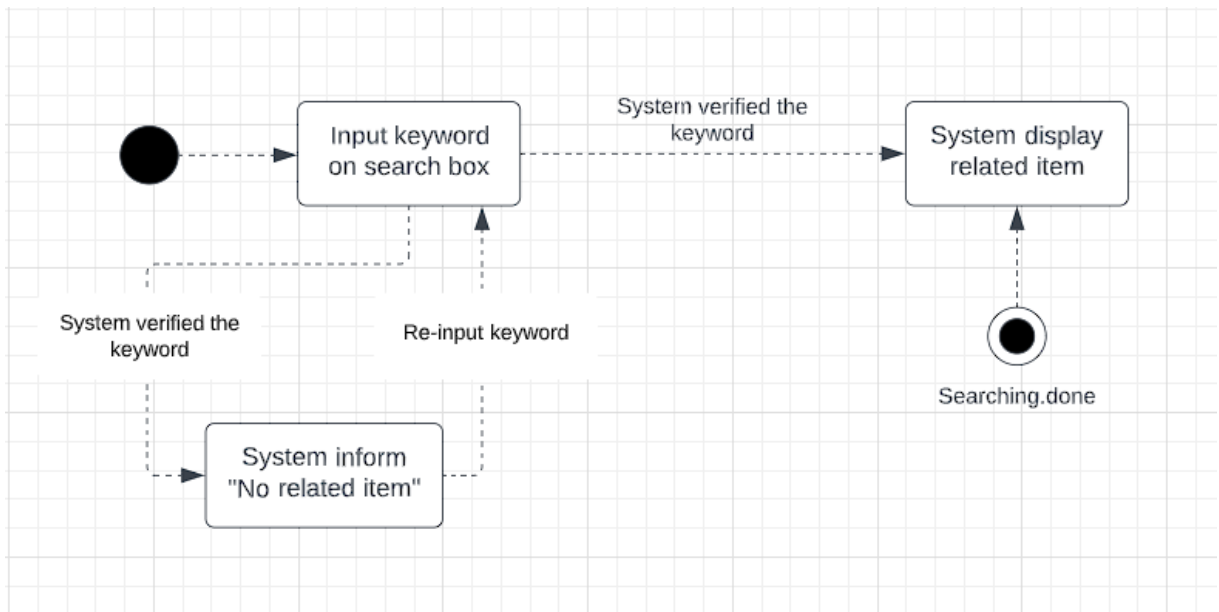 Input keyword
on search box
System verified the
keyword
System display
related item
System verified the
keyword
Re-input keyword
Searching.done
System inform
"No related item"